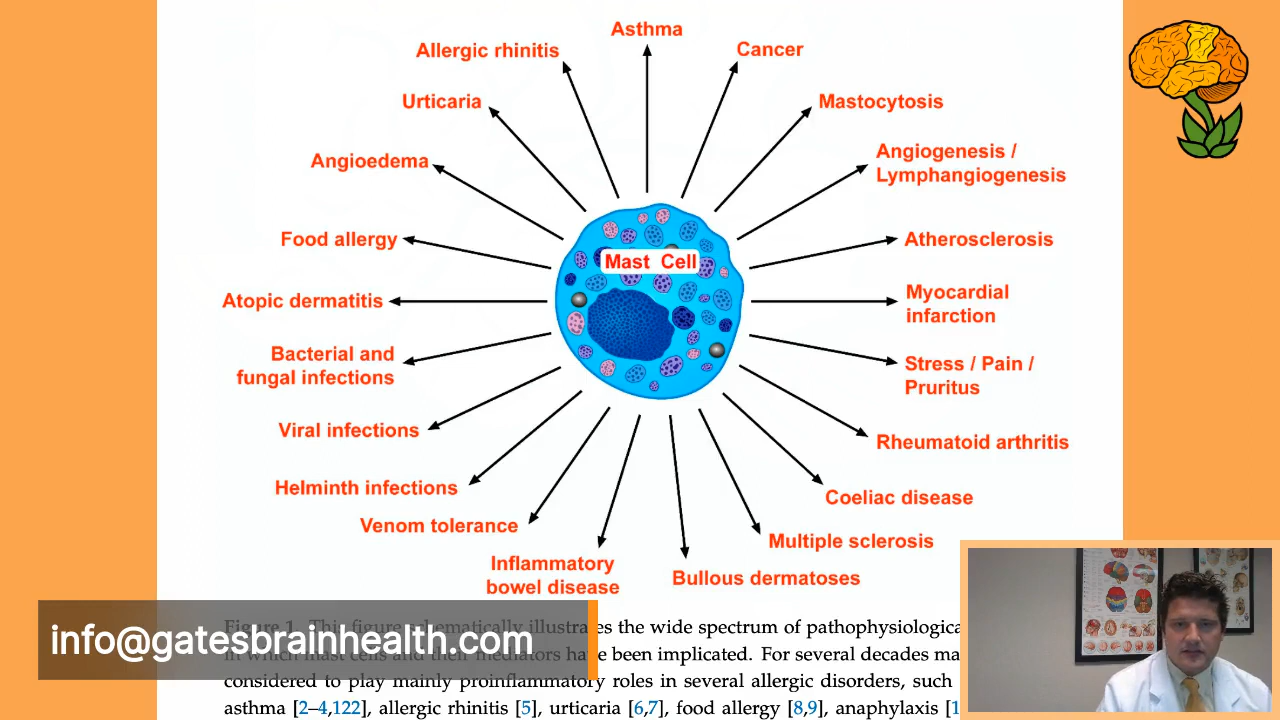 Asthma
Allergic rhinitis
Cancer
Urticaria
Mastocytosis
Angioedema
Angiogenesis /
Lymphangiogenesis
Food allergy
Mast Cell
Atherosclerosis
Atopic dermatitis
Myocardial
infarction
Bacterial and
fungal infections
Stress / Pain /
Pruritus
Viral infections
Rheumatoid arthritis
Helminth infections
Coeliac disease
Venom tolerance
Multiple sclerosis
Inflammatory
bowel disease
Bullous dermatoses
Figure 1. This figure schematically illustrates the wide spectrum of pathophysiologica
in which mast cells and their mediators have been implicated. For several decades ma
considered to play mainly proinflammatory roles in several allergic disorders, such
asthma [2–4,122], allergic rhinitis [5], urticaria [6,7], food allergy [8,9], anaphylaxis [1
info@gatesbrainhealth.com